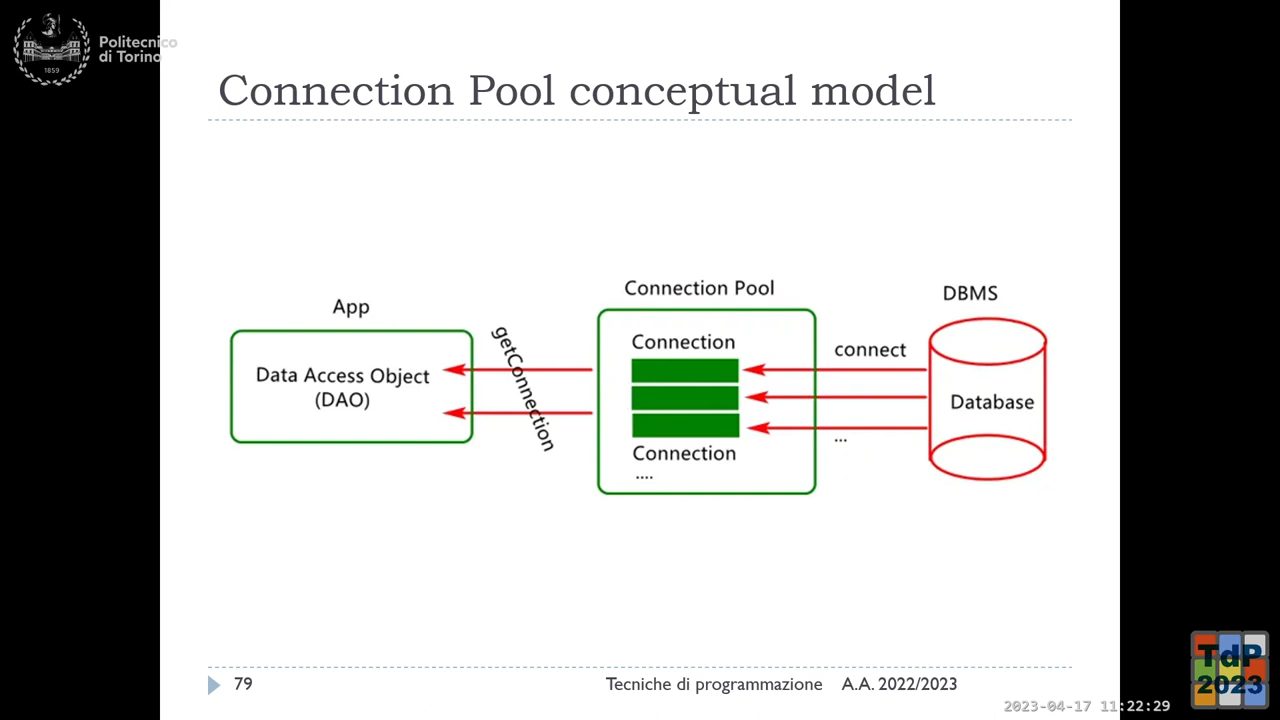 Politecnico
di Torino
1859
Connection Pool conceptual model
App
Data Access Object
(DAO)
getConnection
Connection Pool
Connection
Connection
....
connect
...
DBMS
Database
79
Tecniche di programmazione A.A. 2022/2023
2023-04-17 11:22:29
TdP
2023